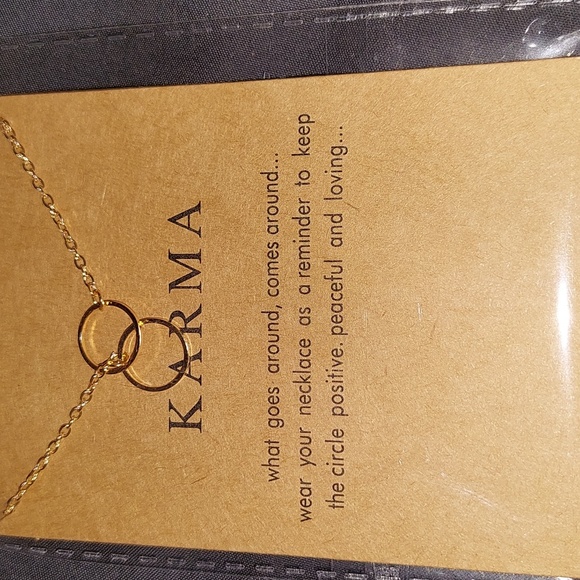 KARMA
what goes around, comes around...
wear your necklace as a reminder to keep
the circle positive. peaceful and loving...